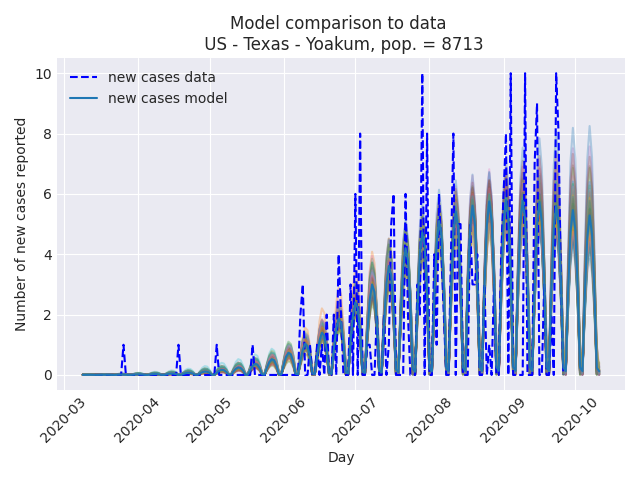 Model comparison to data
US - Texas - Yoakum, pop. = 8713
new cases data
new cases model
Number of new cases reported
10
8
6
4
2
0
2020-03
2020-04
2020-05
2020-06
2020-07
2020-08
2020-09
2020-10
Day